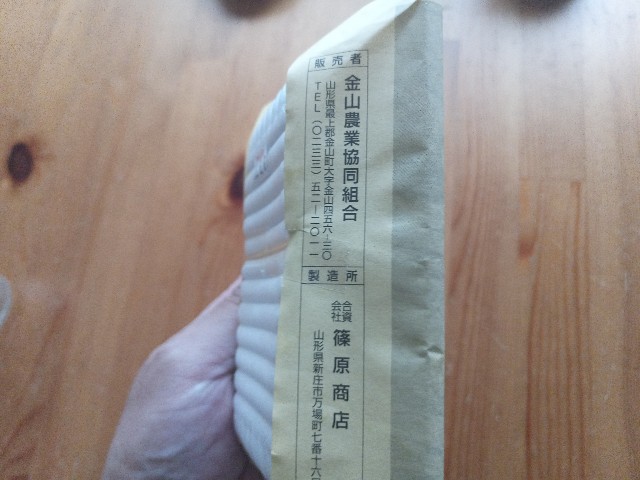 販売者
金山農業協同組合
山形県最上郡金山町大字金山四五六-三〇
TEL(〇二三三)五二-二〇一一
製造所
合資会社 篠原商店
山形県新庄市万場町七番十六号